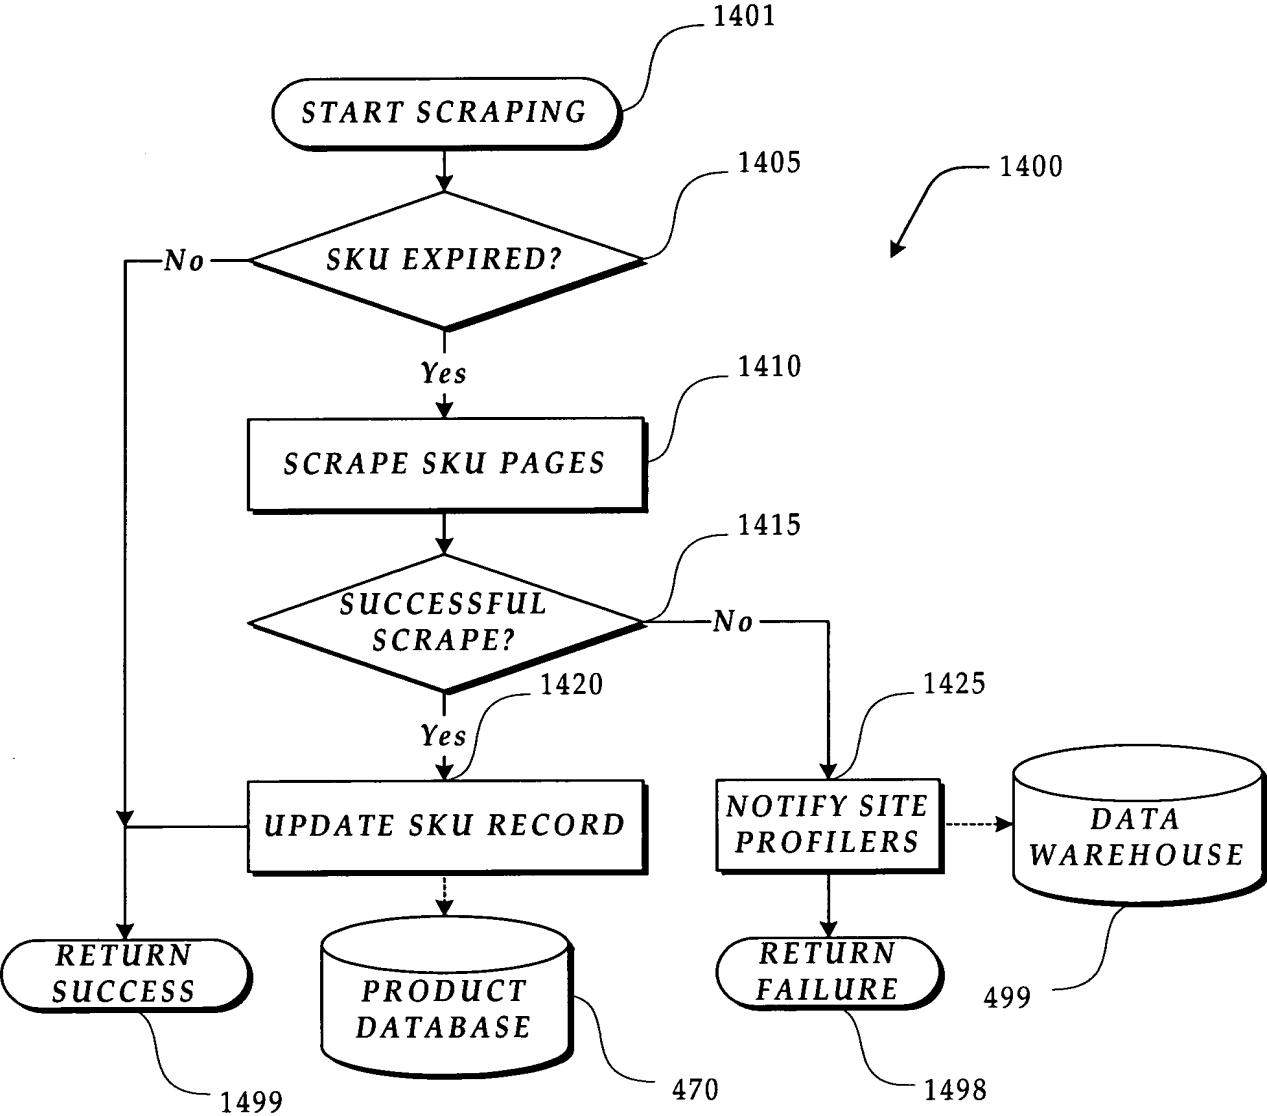 1401
START SCRAPING
1405
1400
No
SKU EXPIRED?
Yes
1410
SCRAPE SKU PAGES
1415
SUCCESSFUL
SCRAPE?
No
1420
1425
Yes
UPDATE SKU RECORD
NOTIFY SITE
PROFILERS
DATA
WAREHOUSE
RETURN
SUCCESS
PRODUCT
DATABASE
RETURN
FAILURE
499
1499
470
1498